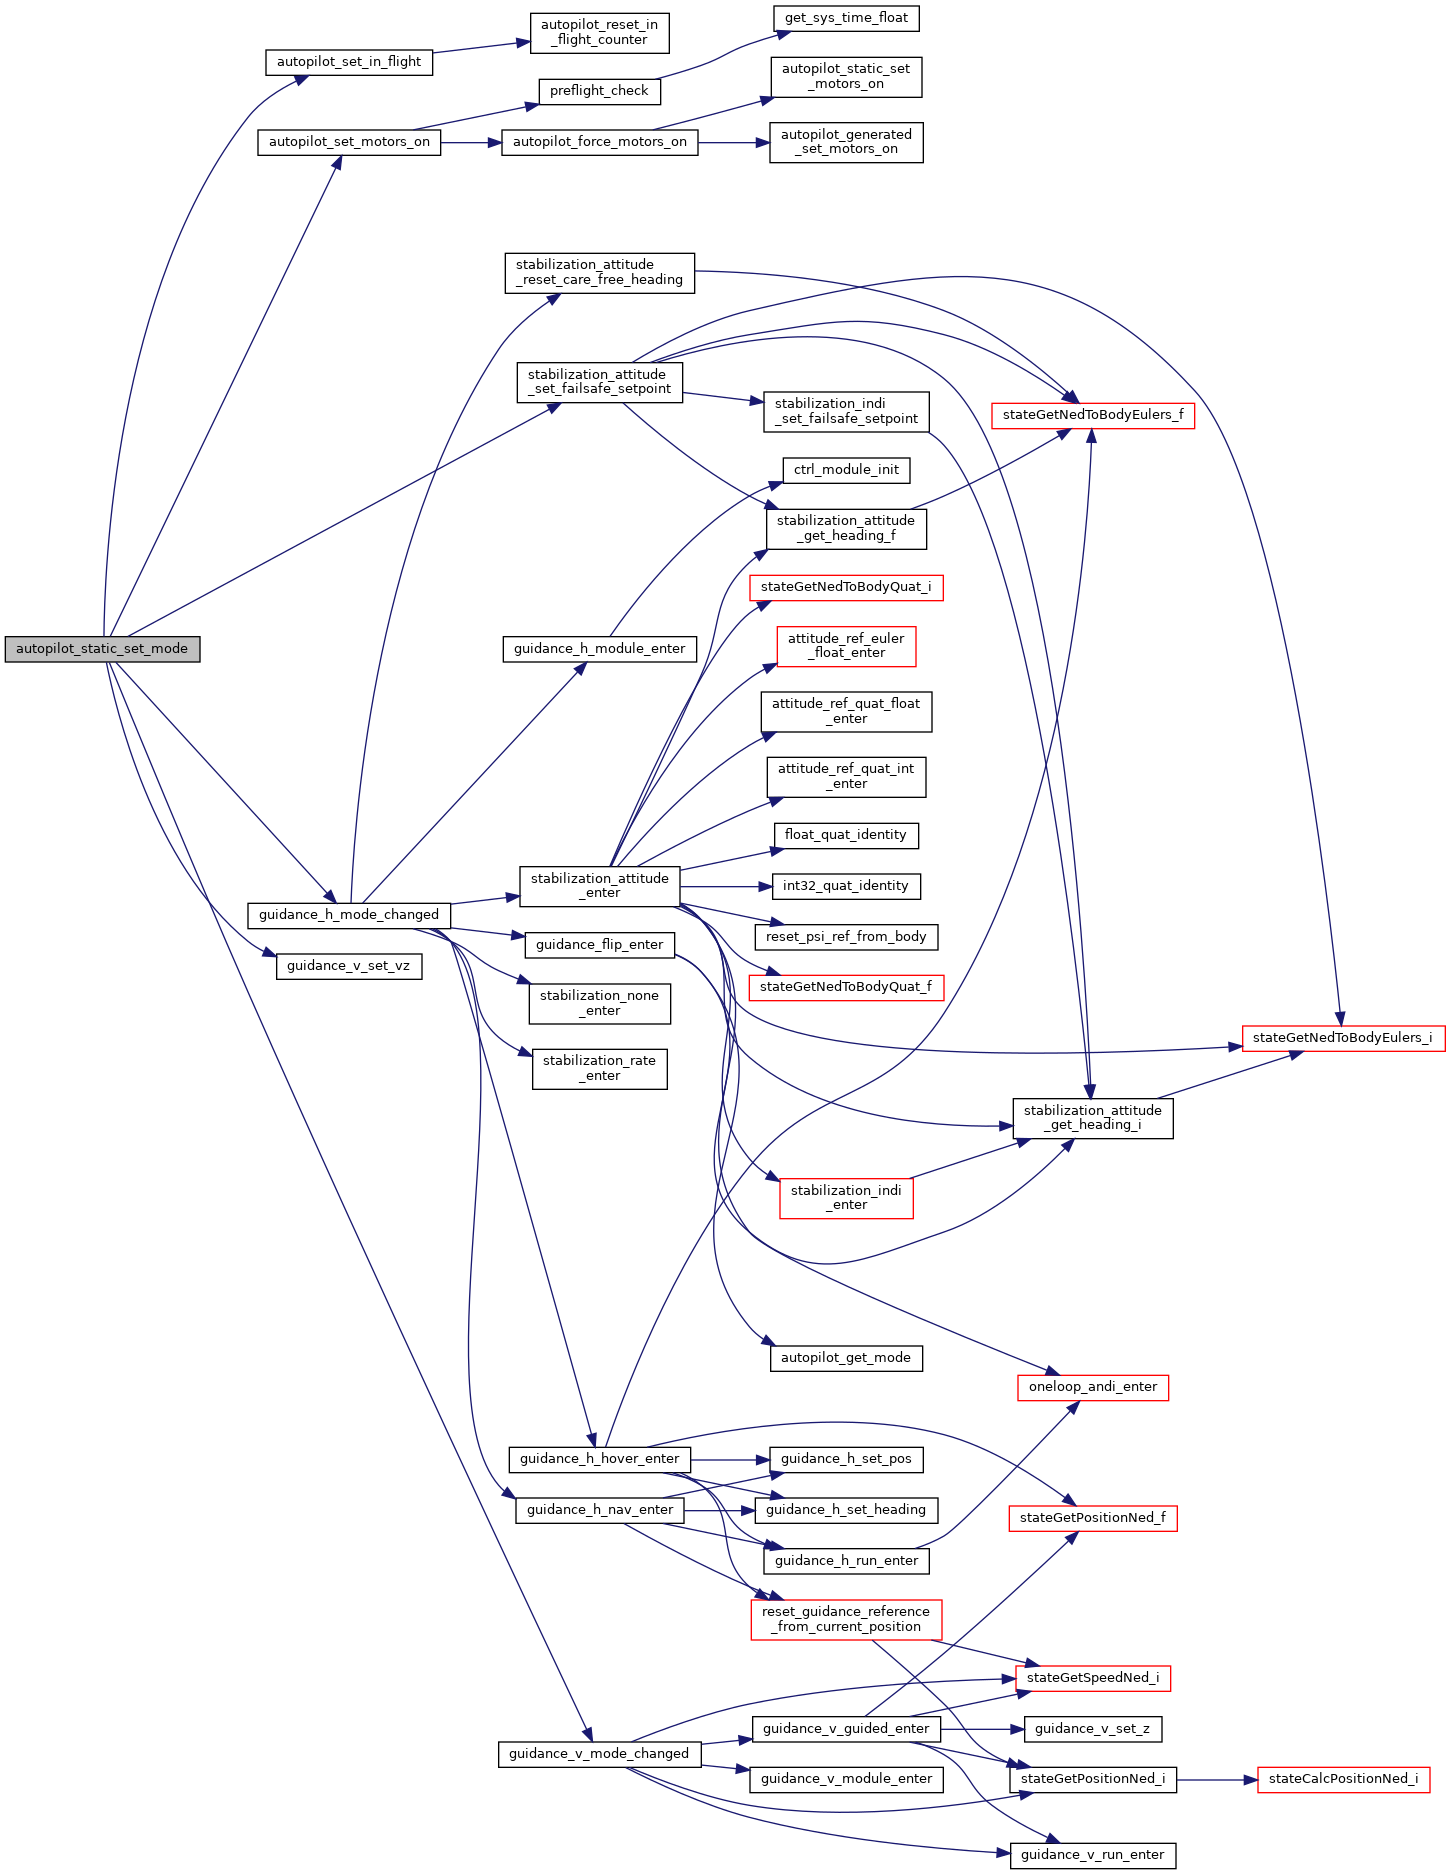 autopilot_static_set_mode
autopilot_set_in_flight
autopilot_reset_in
_flight_counter
autopilot_set_motors_on
preflight_check
get_sys_time_float
autopilot_force_motors_on
autopilot_static_set
_motors_on
autopilot_generated
_set_motors_on
stabilization_attitude
_reset_care_free_heading
stabilization_attitude
_set_failsafe_setpoint
stabilization_indi
_set_failsafe_setpoint
stateGetNedToBodyEulers_f
ctrl_module_init
stabilization_attitude
_get_heading_f
stateGetNedToBodyQuat_i
guidance_h_module_enter
attitude_ref_euler
_float_enter
attitude_ref_quat_float
_enter
attitude_ref_quat_int
_enter
float_quat_identity
stabilization_attitude
_enter
int32_quat_identity
guidance_h_mode_changed
guidance_flip_enter
reset_psi_ref_from_body
guidance_v_set_vz
stateGetNedToBodyQuat_f
stabilization_none
_enter
stabilization_rate
_enter
stateGetNedToBodyEulers_i
stabilization_attitude
_get_heading_i
stabilization_indi
_enter
autopilot_get_mode
oneloop_andi_enter
guidance_h_hover_enter
guidance_h_set_pos
guidance_h_nav_enter
guidance_h_set_heading
stateGetPositionNed_f
guidance_h_run_enter
reset_guidance_reference
_from_current_position
stateGetSpeedNed_i
guidance_v_guided_enter
guidance_v_set_z
guidance_v_mode_changed
guidance_v_module_enter
stateGetPositionNed_i
stateCalcPositionNed_i
guidance_v_run_enter